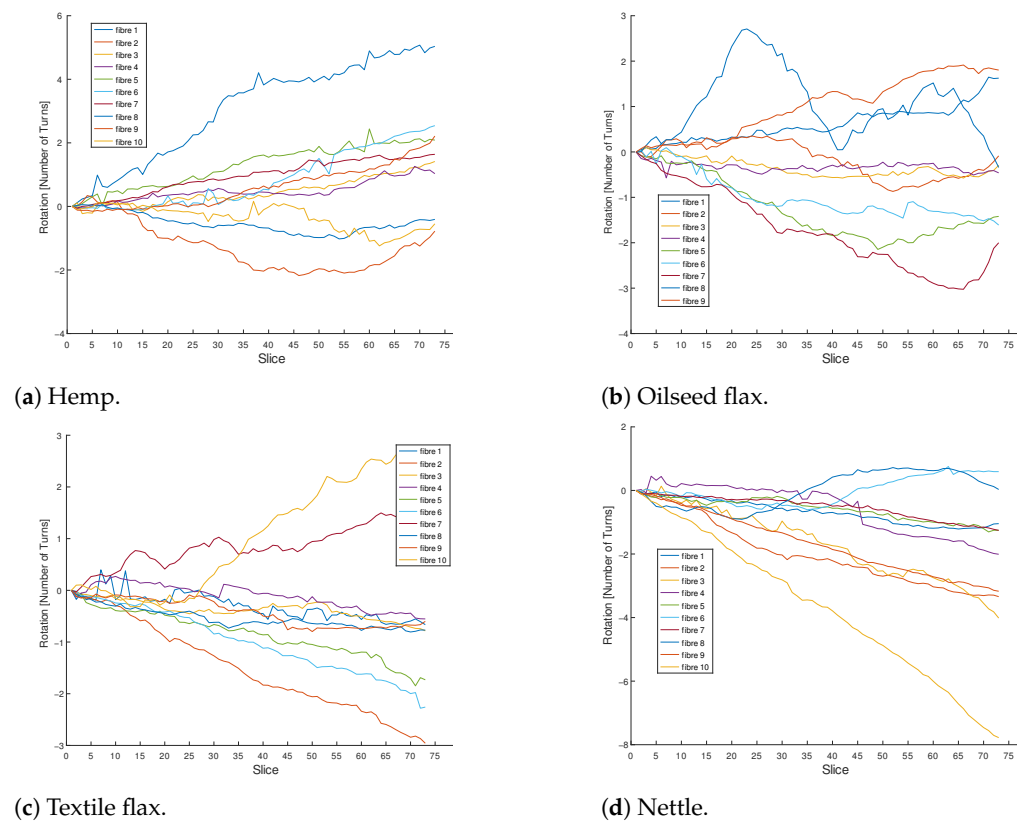 6
4
2
0
−2
−4
Rotation [Number of Turns]
fibre 1
fibre 2
fibre 3
fibre 4
fibre 5
fibre 6
fibre 7
fibre 8
fibre 9
fibre 10
0 5 10 15 20 25 30 35 40 45 50 55 60 65 70 75
Slice
(a) Hemp.
3
2
1
0
−1
−2
−3
−4
Rotation [Number of Turns]
fibre 1
fibre 2
fibre 3
fibre 4
fibre 5
fibre 6
fibre 7
fibre 8
fibre 9
0 5 10 15 20 25 30 35 40 45 50 55 60 65 70 75
Slice
(b) Oilseed flax.
3
2
1
0
−1
−2
−3
Rotation [Number of Turns]
fibre 1
fibre 2
fibre 3
fibre 4
fibre 5
fibre 6
fibre 7
fibre 8
fibre 9
fibre 10
0 5 10 15 20 25 30 35 40 45 50 55 60 65 70 75
Slice
(c) Textile flax.
2
0
−2
−4
−6
−8
Rotation [Number of Turns]
fibre 1
fibre 2
fibre 3
fibre 4
fibre 5
fibre 6
fibre 7
fibre 8
fibre 9
fibre 10
0 5 10 15 20 25 30 35 40 45 50 55 60 65 70 75
Slice
(d) Nettle.